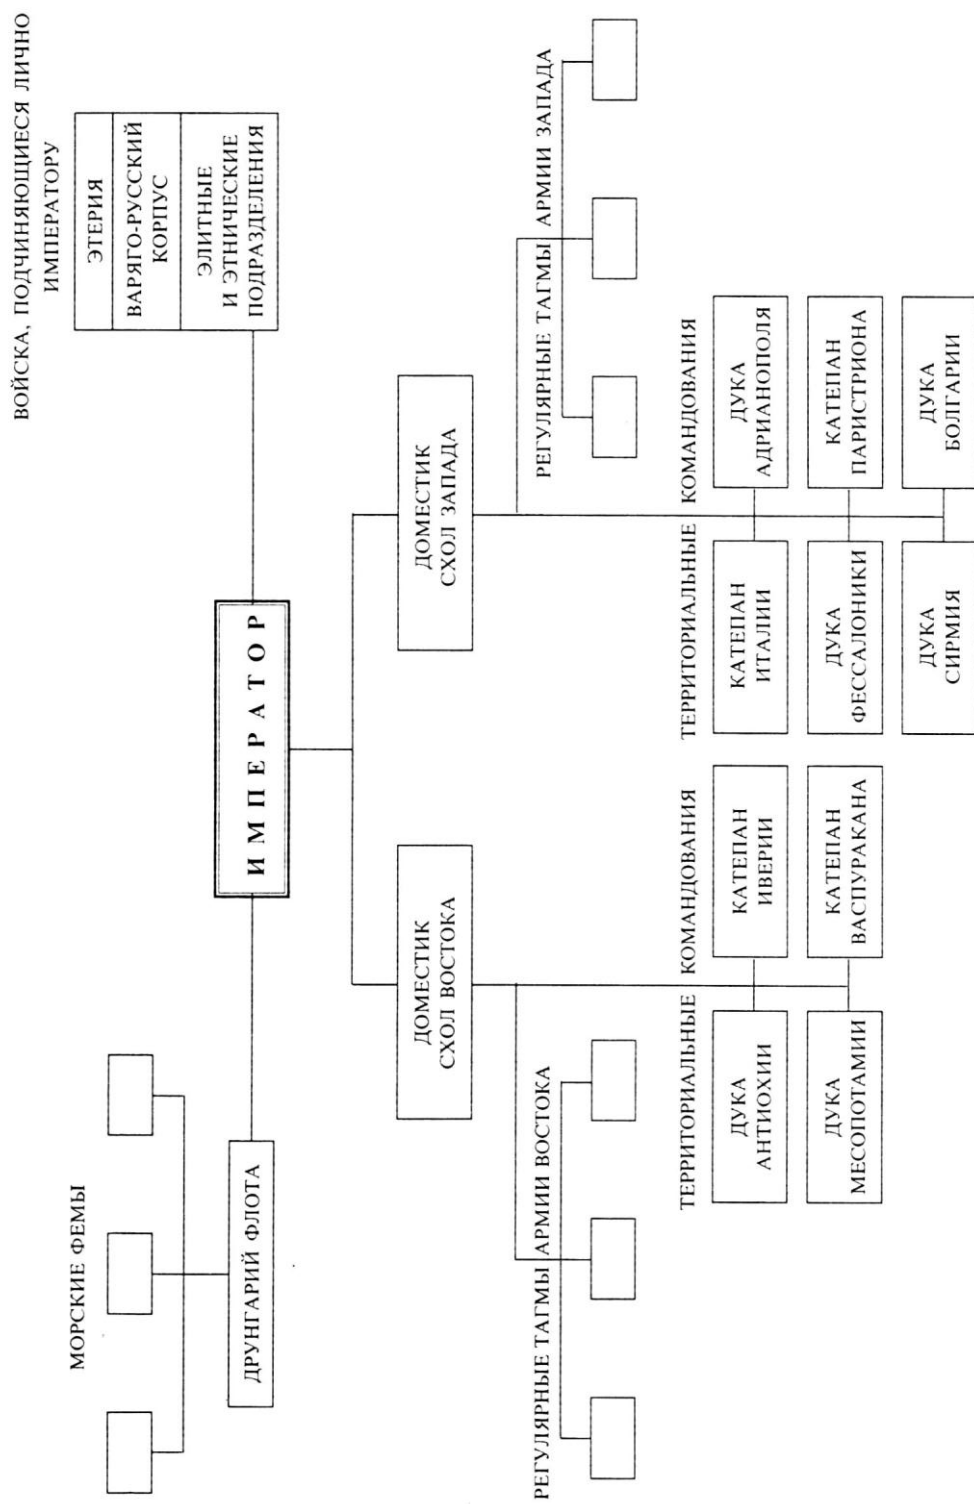 ВОЙСКА, ПОДЧИНЯЮЩИЕСЯ ЛИЧНО
ИМПЕРАТОРУ
ЭТЕРИЯ
ВАРЯГО-РУССКИЙ
КОРПУС
ЭЛИТНЫЕ
И ЭТНИЧЕСКИЕ
ПОДРАЗДЕЛЕНИЯ
МОРСКИЕ ФЕМЫ
ДРУНГАРИЙ ФЛОТА
ИМПЕРАТОР
ДОМЕСТИК
СХОЛ ВОСТОКА
ДОМЕСТИК
СХОЛ ЗАПАДА
РЕГУЛЯРНЫЕ ТАГМЫ АРМИИ ВОСТОКА
РЕГУЛЯРНЫЕ ТАГМЫ АРМИИ ЗАПАДА
ТЕРРИТОРИАЛЬНЫЕ КОМАНДОВАНИЯ
ДУКА
АНТИОХИИ
КАТЕПАН
ИВЕРИИ
ДУКА
МЕСОПОТАМИИ
КАТЕПАН
ВАСПУРАКАНА
ТЕРРИТОРИАЛЬНЫЕ КОМАНДОВАНИЯ
КАТЕПАН
ИТАЛИИ
ДУКА
АДРИАНОПОЛЯ
ДУКА
ФЕССАЛОНИКИ
КАТЕПАН
ПАРИСТРИОНА
ДУКА
СИРМИЯ
ДУКА
БОЛГАРИИ